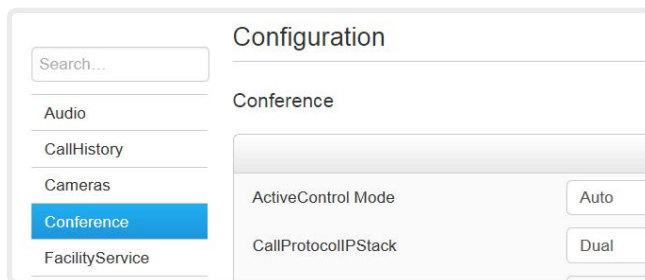 Configuration
Search...
Conference
Audio
CallHistory
Cameras
Conference
FacilityService
ActiveControl Mode
Auto
CallProtocolIPStack
Dual